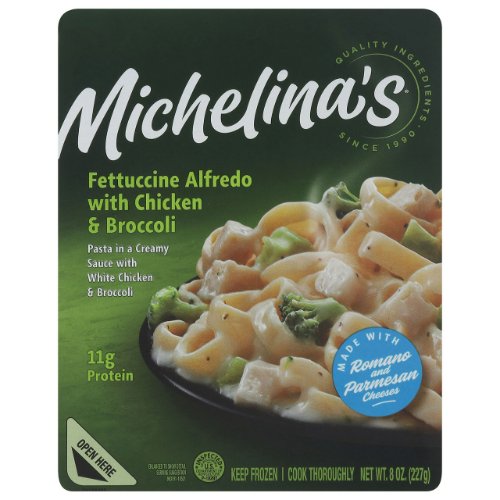 Michelina's
QUALITY INGREDIENTS.
SINCE 1990.
Fettuccine Alfredo
with Chicken
& Broccoli
Pasta in a Creamy
Sauce with
White Chicken
& Broccoli
11g
Protein
MADE WITH
Romano
and
Parmesan
Cheeses
OPEN HERE
KEEP FROZEN | COOK THOROUGHLY NET WT. 8 OZ. (227g)